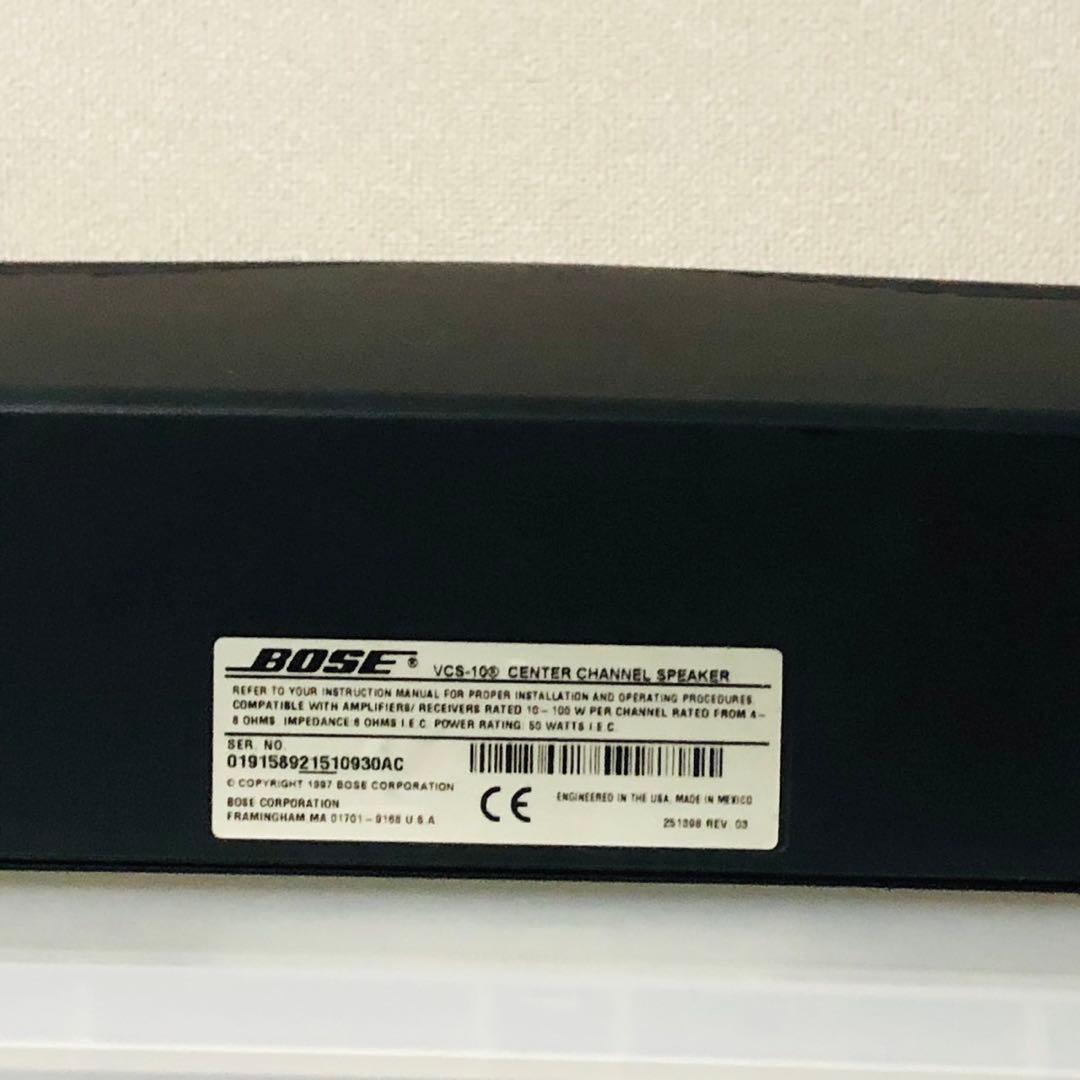 BOSE® VCS-10® CENTER CHANNEL SPEAKER
REFER TO YOUR INSTRUCTION MANUAL FOR PROPER INSTALLATION AND OPERATING PROCEDURES.
COMPATIBLE WITH AMPLIFIERS/ RECEIVERS RATED 10-100 W PER CHANNEL RATED FROM 4-
8 OHMS. IMPEDANCE 6 OHMS I.E.C. POWER RATING: 50 WATTS I.E.C.
SER. NO.
019158921510930AC
© COPYRIGHT 1997 BOSE CORPORATION
BOSE CORPORATION
FRAMINGHAM MA 01701-9168 U.S.A
CE
ENGINEERED IN THE USA. MADE IN MEXICO
251398 REV. 03